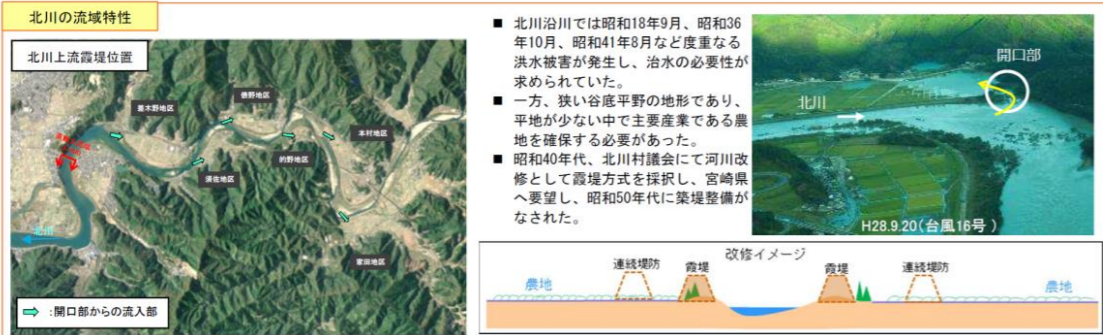 北川の流域特性
北川上流霞堤位置
差木野地区
俵野地区
本村地区
的野地区
須佐地区
家田地区
北川
:開口部からの流入部
■ 北川沿川では昭和18年9月、昭和36
年10月、昭和41年8月など度重なる
洪水被害が発生し、治水の必要性が
求められていた。
■ 一方、狭い谷底平野の地形であり、
平地が少ない中で主要産業である農
地を確保する必要があった。
■ 昭和40年代、北川村議会にて河川改
修として霞堤方式を採択し、宮崎県
へ要望し、昭和50年代に築堤整備が
なされた。
開口部
北川
H28.9.20(台風16号)
改修イメージ
連続堤防
霞堤
霞堤
連続堤防
農地
農地